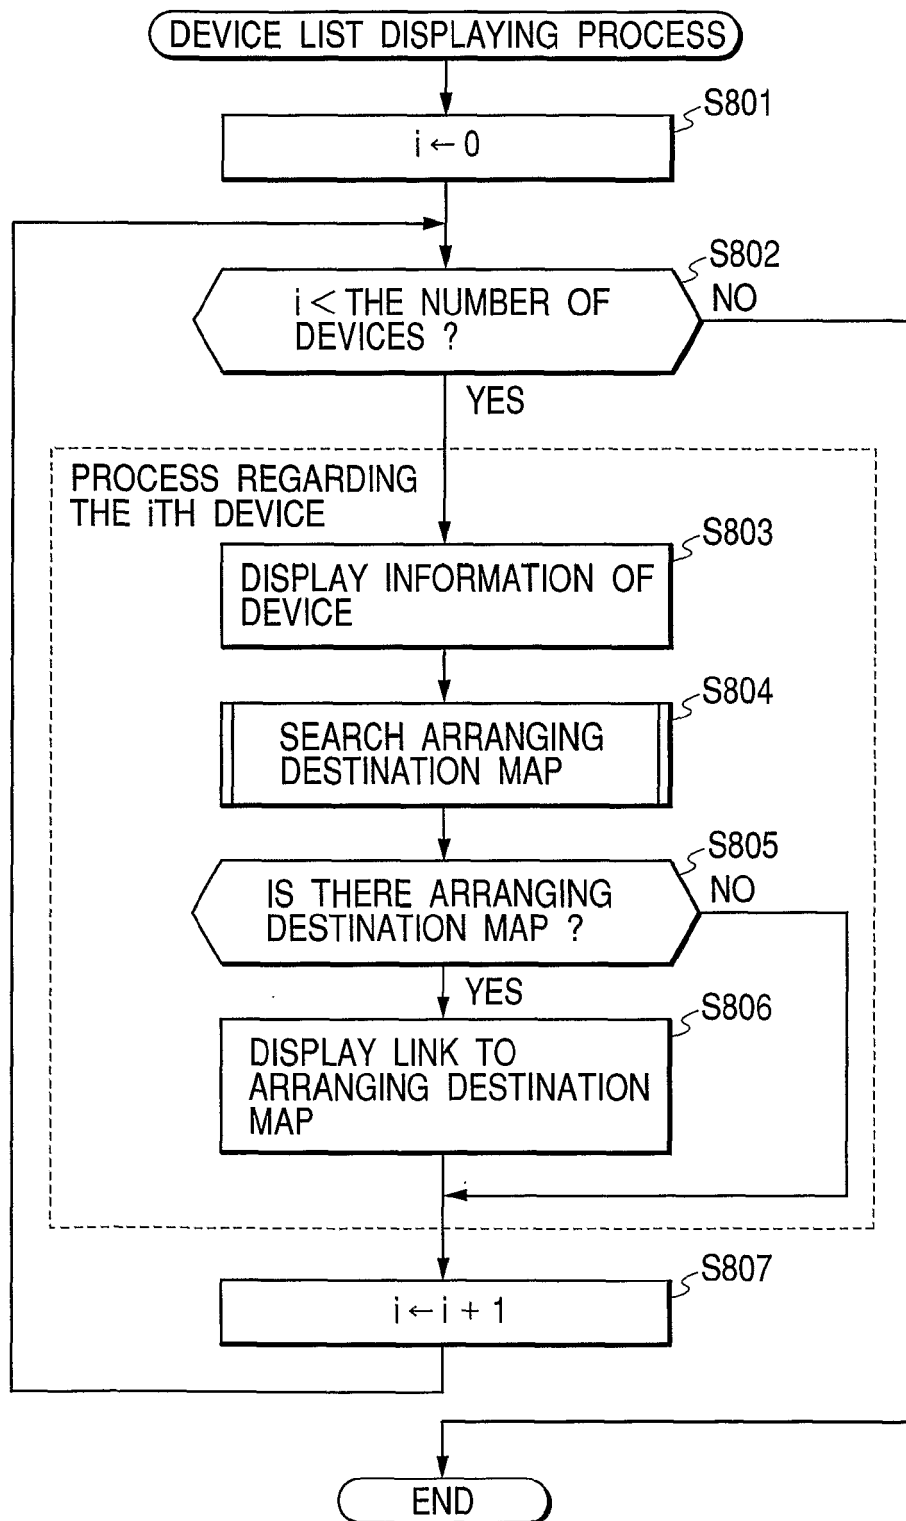 DEVICE LIST DISPLAYING PROCESS
S801
i ← 0
S802
i < THE NUMBER OF
DEVICES ?
NO
YES
PROCESS REGARDING
THE iTH DEVICE
S803
DISPLAY INFORMATION OF
DEVICE
S804
SEARCH ARRANGING
DESTINATION MAP
S805
IS THERE ARRANGING
DESTINATION MAP ?
NO
YES
S806
DISPLAY LINK TO
ARRANGING DESTINATION
MAP
S807
i ← i + 1
END